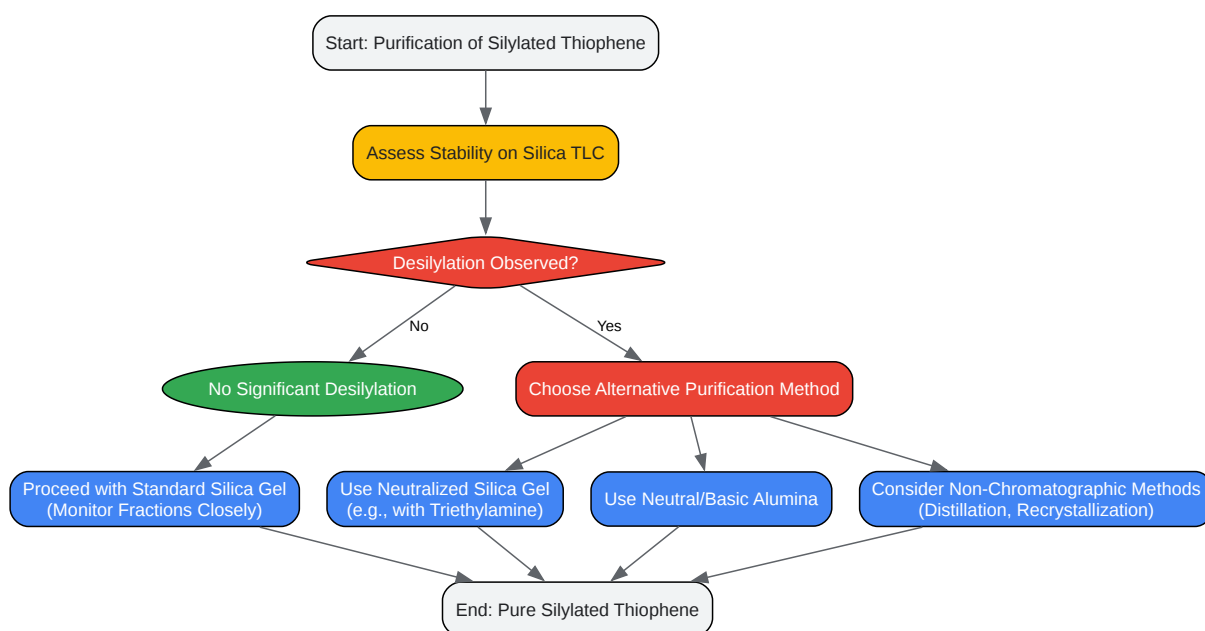 Start: Purification of Silylated Thiophene
Assess Stability on Silica TLC
Desilylation Observed?
No
Yes
No Significant Desilylation
Choose Alternative Purification Method
Proceed with Standard Silica Gel
(Monitor Fractions Closely)
Use Neutralized Silica Gel
(e.g., with Triethylamine)
Use Neutral/Basic Alumina
Consider Non-Chromatographic Methods
(Distillation, Recrystallization)
End: Pure Silylated Thiophene